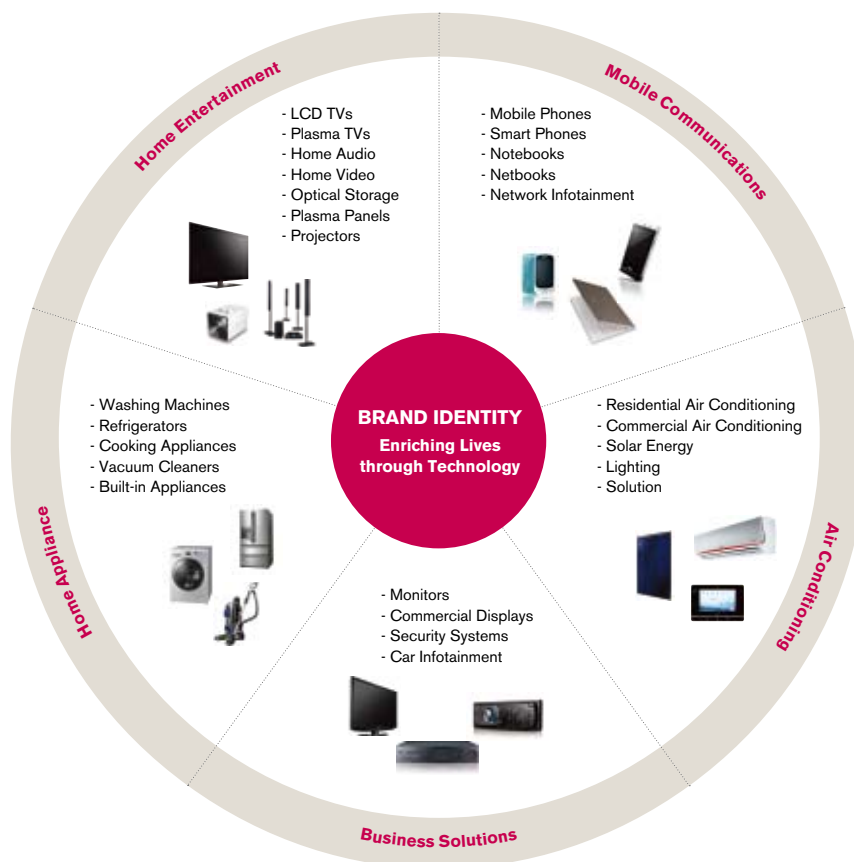 Home Entertainment
- LCD TVs
- Plasma TVs
- Home Audio
- Home Video
- Optical Storage
- Plasma Panels
- Projectors
Mobile Communications
- Mobile Phones
- Smart Phones
- Notebooks
- Netbooks
- Network Infotainment
BRAND IDENTITY
Enriching Lives
through Technology
Home Appliance
- Washing Machines
- Refrigerators
- Cooking Appliances
- Vacuum Cleaners
- Built-in Appliances
Air Conditioning
- Residential Air Conditioning
- Commercial Air Conditioning
- Solar Energy
- Lighting
- Solution
- Monitors
- Commercial Displays
- Security Systems
- Car Infotainment
Business Solutions